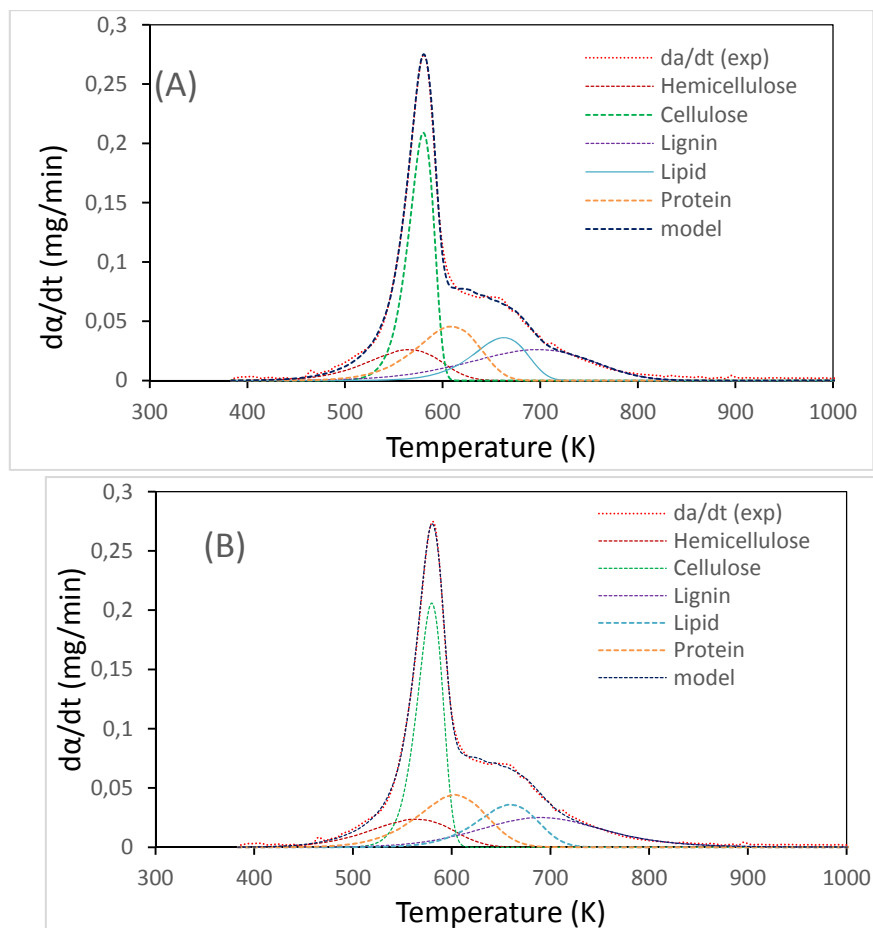 0,3
0,25
0,2
0,15
0,1
0,05
0
dα/dt (mg/min)
(A)
da/dt (exp)
Hemicellulose
Cellulose
Lignin
Lipid
Protein
model
300 400 500 600 700 800 900 1000
Temperature (K)
0,3
0,25
0,2
0,15
0,1
0,05
0
dα/dt (mg/min)
(B)
da/dt (exp)
Hemicellulose
Cellulose
Lignin
Lipid
Protein
model
300 400 500 600 700 800 900 1000
Temperature (K)